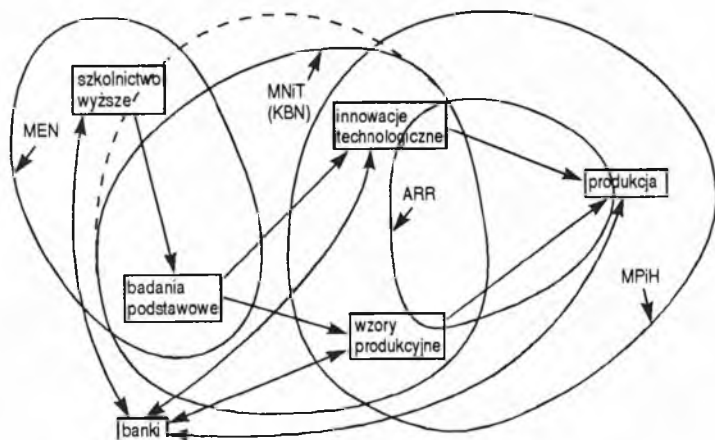 szkolnictwo
wyższe
MEN
MNiT
(KBN)
innowacje
technologiczne
produkcja
ARR
MPiH
badania
podstawowe
wzory
produkcyjne
banki